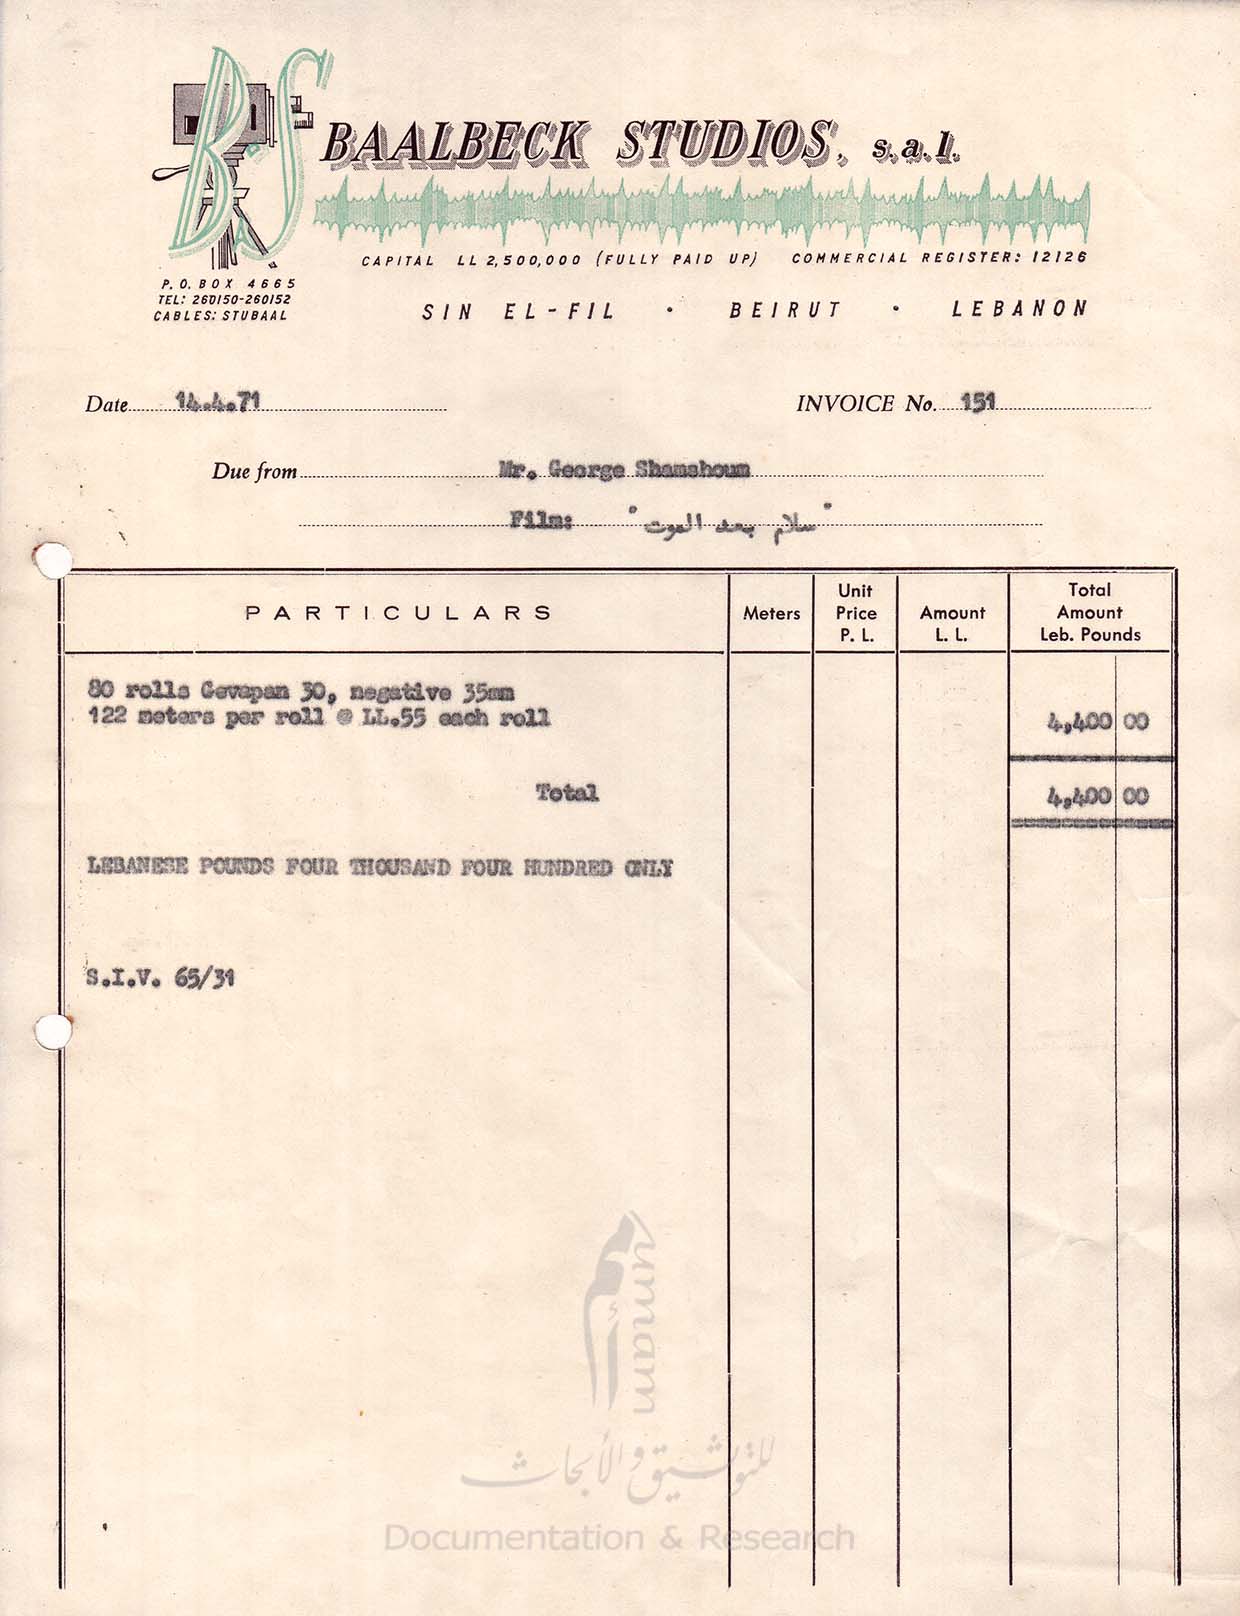 BS
BAALBECK STUDIOS, s.a.l.
CAPITAL LL 2,500,000 (FULLY PAID UP) COMMERCIAL REGISTER: 12126
P.O. BOX 4665
TEL: 260150-260152
CABLES: STUBAAL
SIN EL-FIL • BEIRUT • LEBANON
Date 14.4.71
INVOICE No. 151
Due from Mr. George Shamshoum
Film: "سلام بعد الموت"
PARTICULARS
Meters
Unit Price P. L.
Amount L. L.
Total Amount Leb. Pounds
80 rolls Gevapan 30, negative 35mm
122 meters per roll @ LL.55 each roll 4,400 00
Total 4,400 00
LEBANESE POUNDS FOUR THOUSAND FOUR HUNDRED ONLY
S.I.V. 65/31
أمم
umam
للتوثيق والأبحاث
Documentation & Research